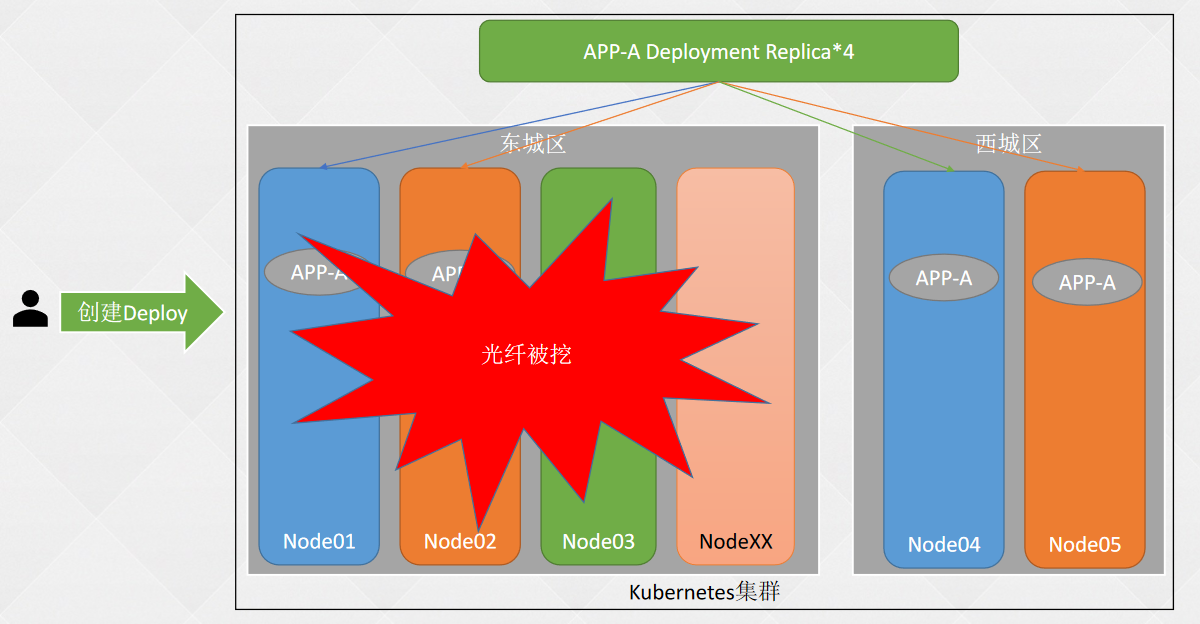 APP-A Deployment Replica*4
东城区
西城区
APP-A
APP
APP-A
APP-A
创建Deploy
光纤被挖
Node01
Node02
Node03
NodeXX
Node04
Node05
Kubernetes集群